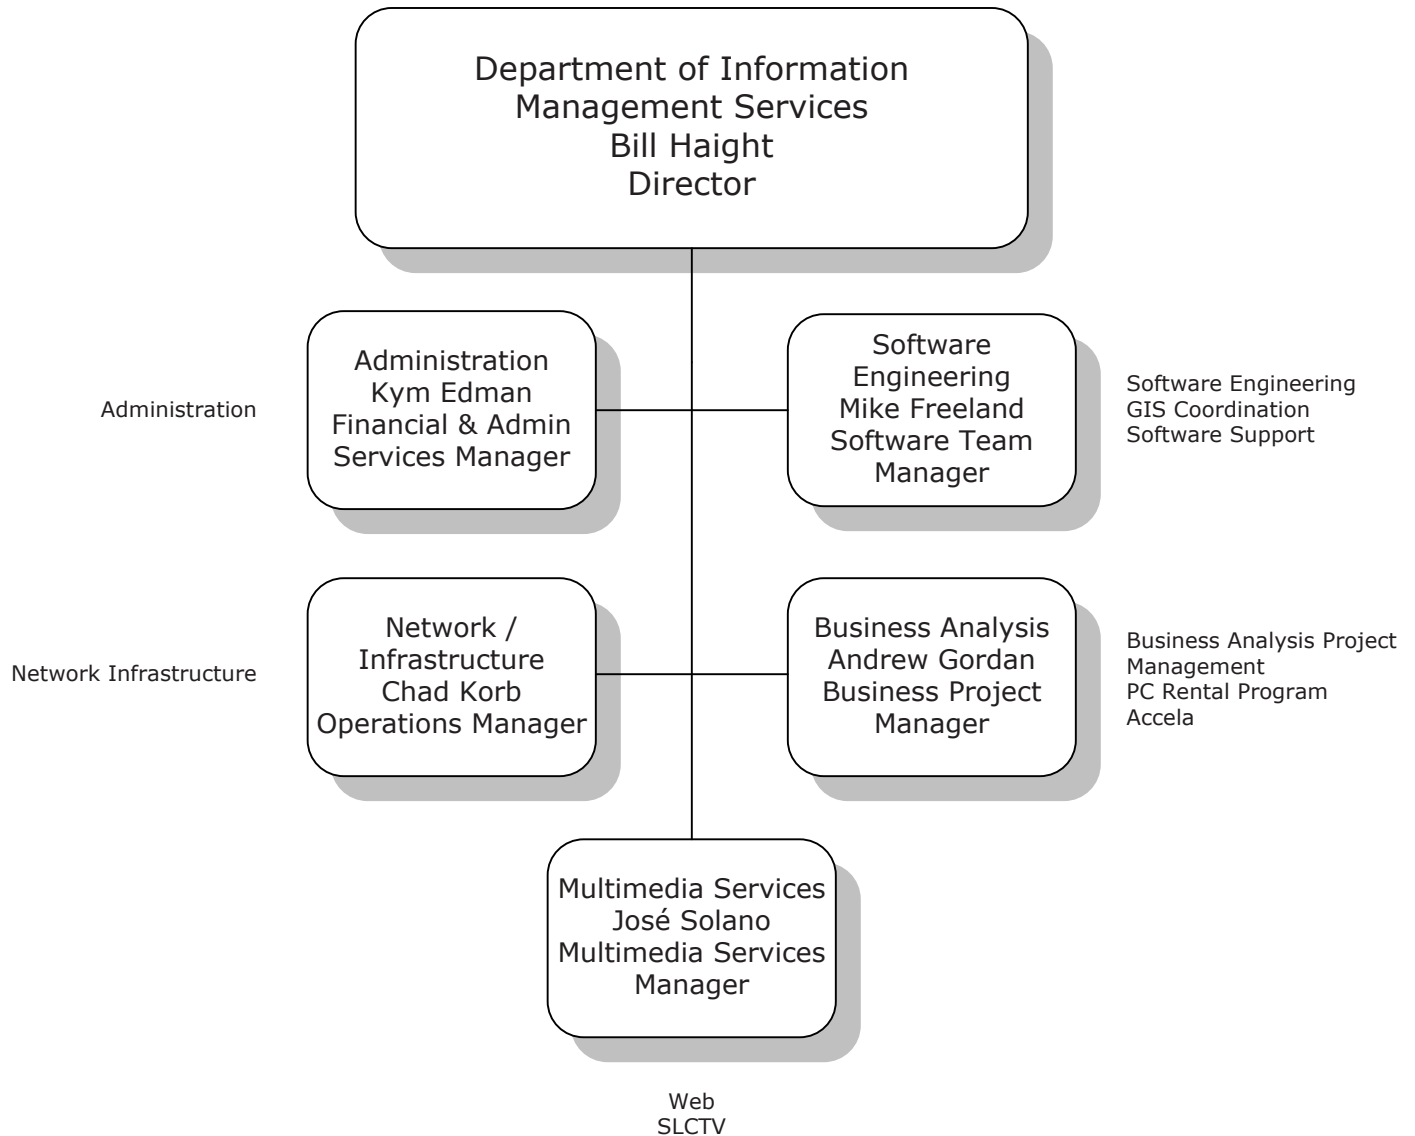 Department of Information
Management Services
Bill Haight
Director
Administration
Administration
Kym Edman
Financial & Admin
Services Manager
Software
Engineering
Mike Freeland
Software Team
Manager
Software Engineering
GIS Coordination
Software Support
Network Infrastructure
Network /
Infrastructure
Chad Korb
Operations Manager
Business Analysis
Andrew Gordan
Business Project
Manager
Business Analysis Project
Management
PC Rental Program
Accela
Multimedia Services
José Solano
Multimedia Services
Manager
Web
SLCTV